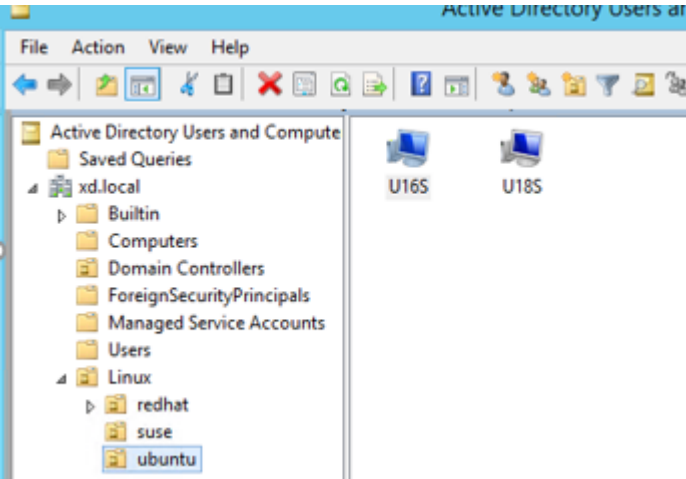 Active Directory Users an
File Action View Help
Active Directory Users and Compute
Saved Queries
xd.local
Builtin
Computers
Domain Controllers
ForeignSecurityPrincipals
Managed Service Accounts
Users
Linux
redhat
suse
ubuntu
U16S U18S